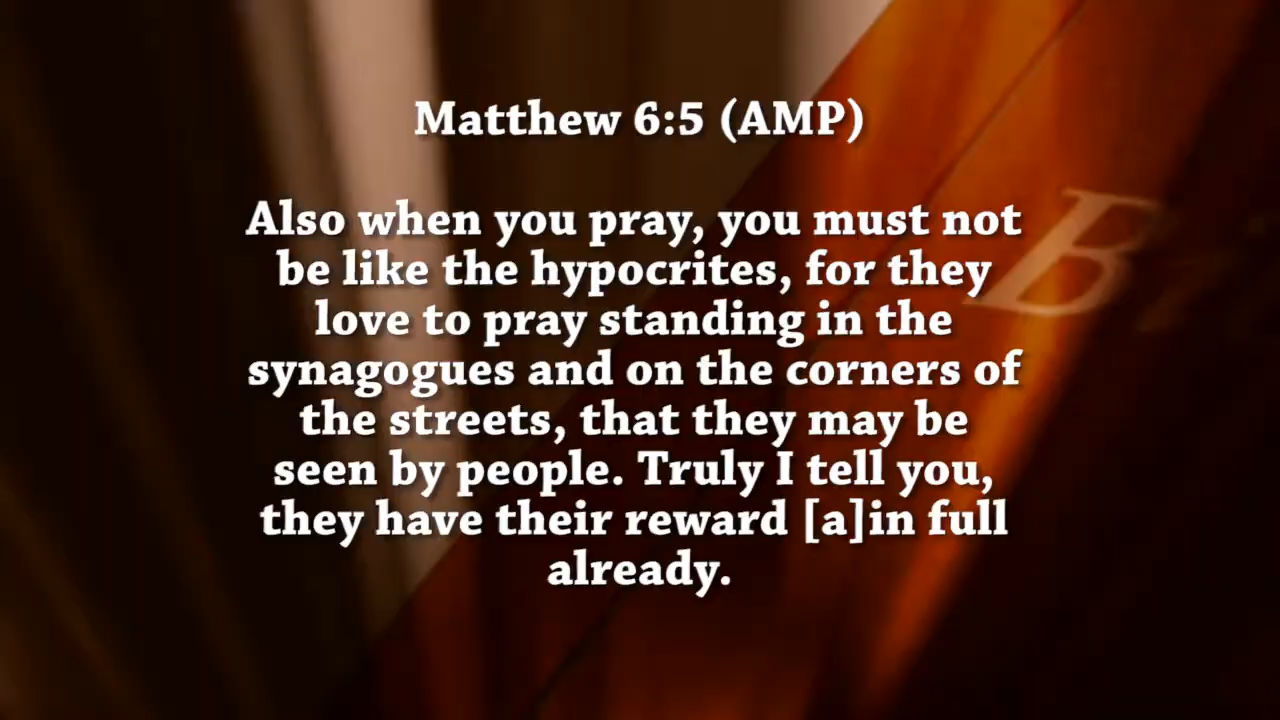 Matthew 6:5 (AMP)
Also when you pray, you must not
be like the hypocrites, for they
love to pray standing in the
synagogues and on the corners of
the streets, that they may be
seen by people. Truly I tell you,
they have their reward [a]in full
already.
B